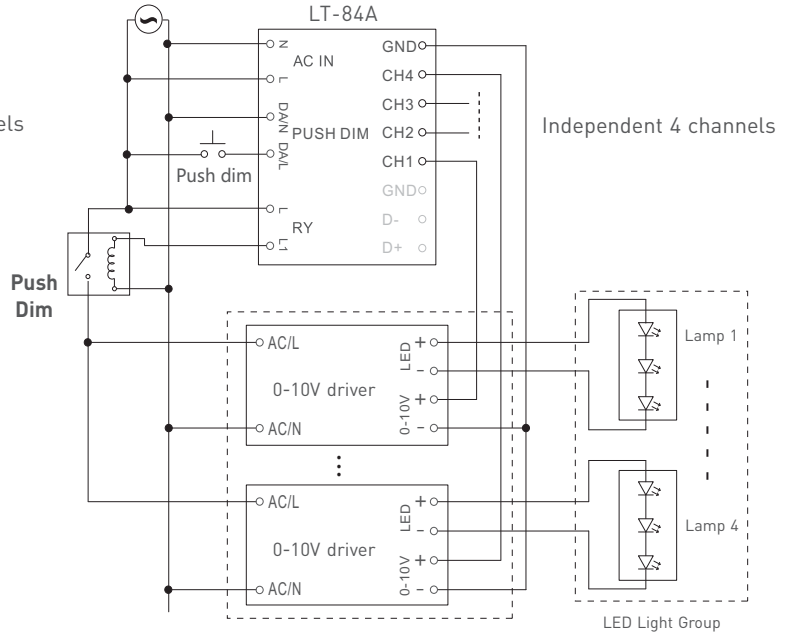 LT-84A
N
AC IN
L
DA/N
PUSH DIM
DA/L
L
RY
L1
GND
CH4
CH3
CH2
CH1
GND
D-
D+
els
Independent 4 channels
Push dim
Push
Dim
AC/L
0-10V driver
AC/N
LED
+
-
0-10V
+
-
Lamp 1
AC/L
0-10V driver
AC/N
LED
+
-
0-10V
+
-
Lamp 4
LED Light Group